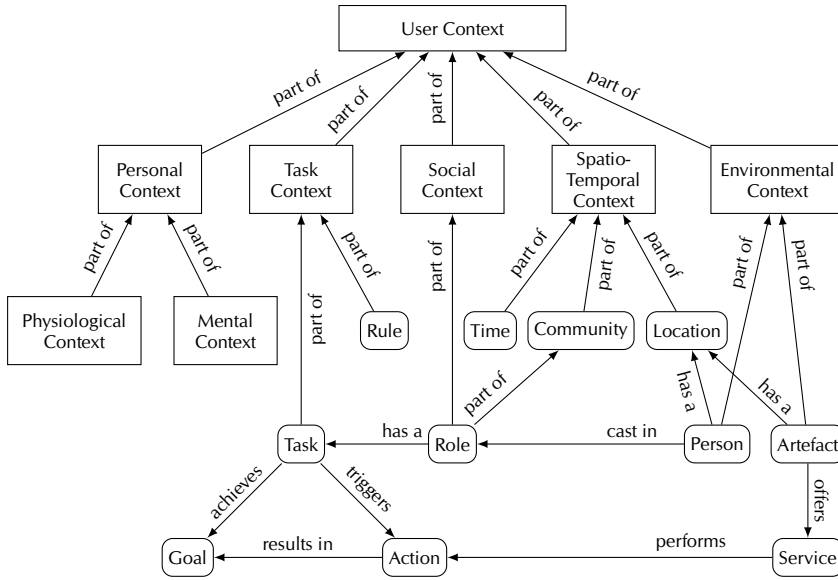 User Context
part of
part of
part of
part of
part of
Personal
Context
Task
Context
Social
Context
Spatio-
Temporal
Context
Environmental
Context
part of
part of
part of
part of
part of
part of
part of
part of
part of
part of
Physiological
Context
Mental
Context
Rule
Time
Community
Location
part of
has a
has a
Task
has a
Role
cast in
Person
Artefact
achieves
triggers
offers
Goal
results in
Action
performs
Service